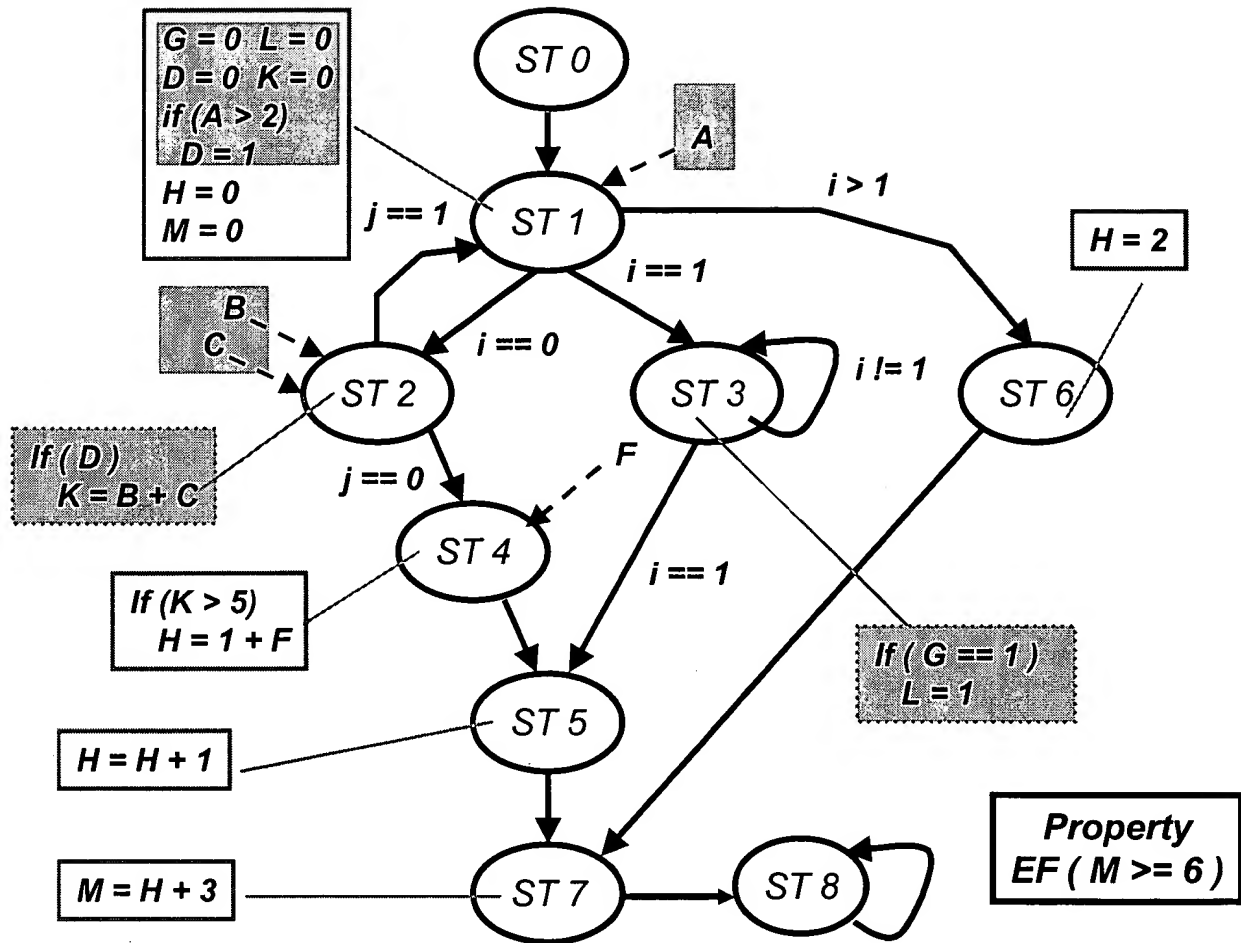 G = 0 L = 0
D = 0 K = 0
if (A > 2)
D = 1
H = 0
M = 0
ST 0
A
ST 1
j == 1
i > 1
H = 2
i == 1
B
C
i == 0
ST 2
ST 3
i != 1
ST 6
If ( D )
K = B + C
j == 0
F
ST 4
i == 1
If (K > 5)
H = 1 + F
If ( G == 1 )
L = 1
ST 5
H = H + 1
Property
EF ( M >= 6 )
M = H + 3
ST 7
ST 8